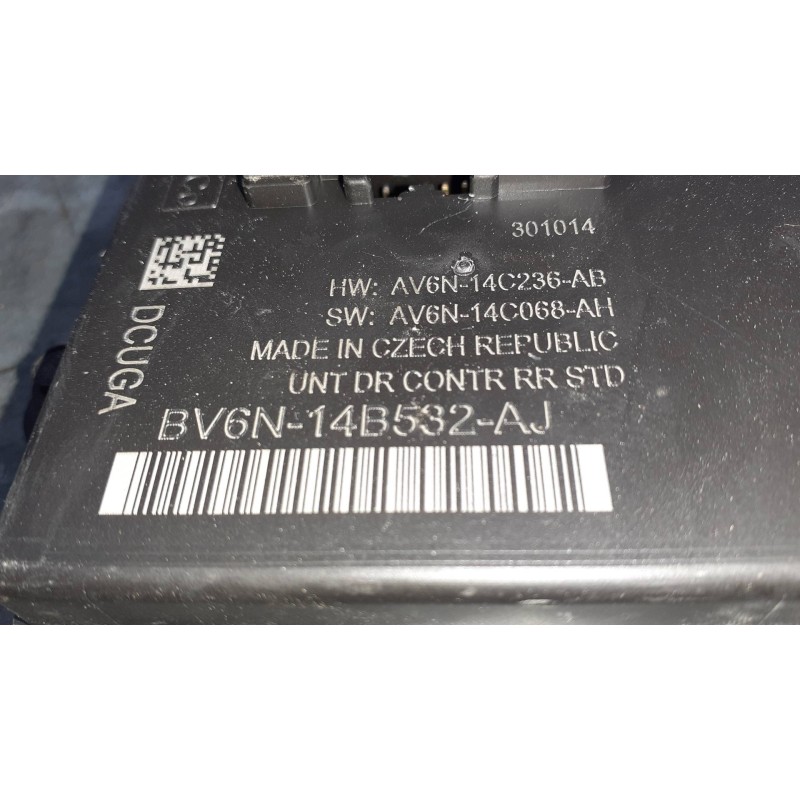 301014
HW: AV6N-14C236-AB
SW: AV6N-14C068-AH
MADE IN CZECH REPUBLIC
UNT DR CONTR RR STD
BV6N-14B532-AJ
DCUGA